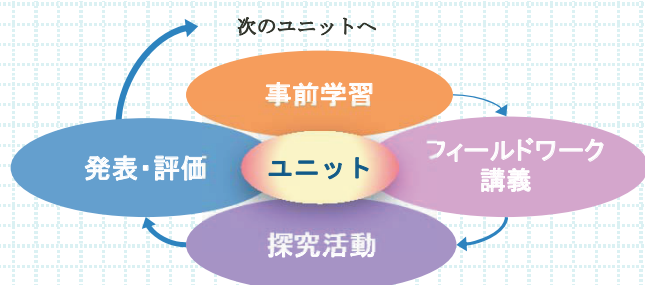 次のユニットへ
事前学習
フィールドワーク
講義
発表・評価
ユニット
探究活動